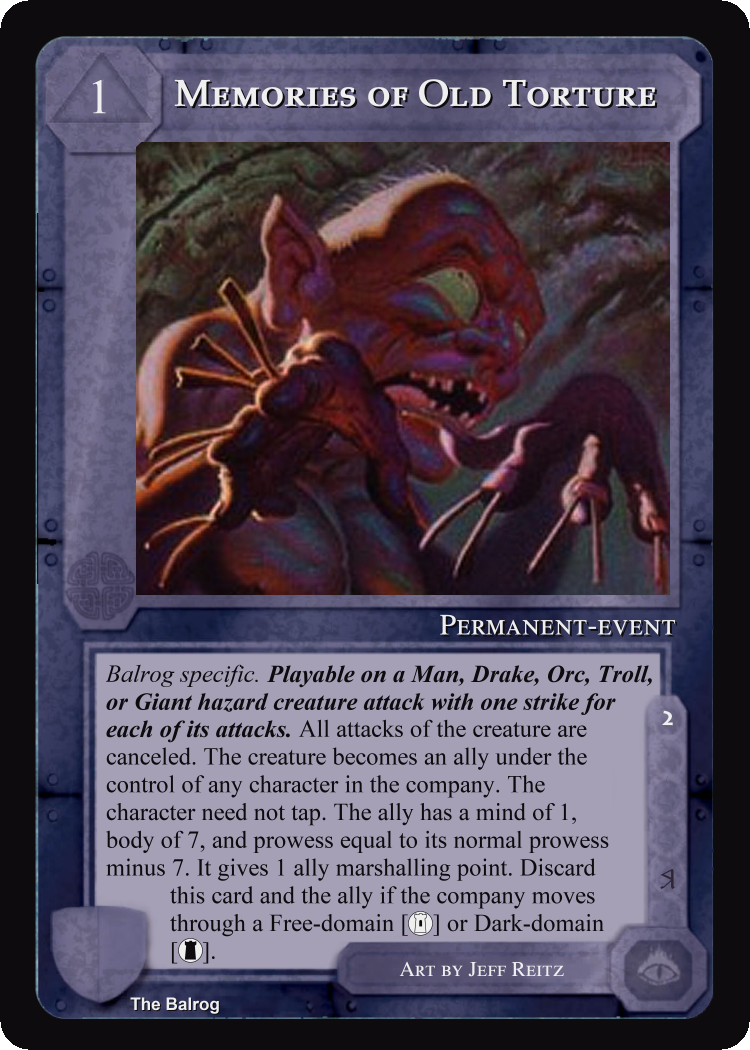 1
Memories of Old Torture
Permanent-event
Balrog specific. Playable on a Man, Drake, Orc, Troll,
or Giant hazard creature attack with one strike for
each of its attacks. All attacks of the creature are
canceled. The creature becomes an ally under the
control of any character in the company. The
character need not tap. The ally has a mind of 1,
body of 7, and prowess equal to its normal prowess
minus 7. It gives 1 ally marshalling point. Discard
this card and the ally if the company moves
through a Free-domain [] or Dark-domain
[].
2
Art by Jeff Reitz
The Balrog